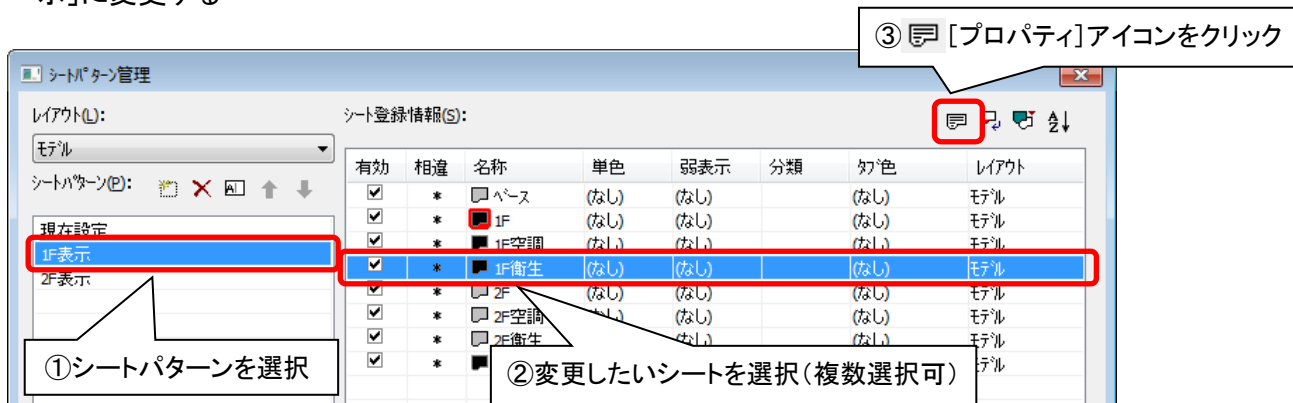 示]に変更する
③ [プロパティ]アイコンをクリック
シートパターン管理
レイアウト(L):
シート登録情報(S):
モデル
シートパターン(P):
有効 相違 名称 単色 弱表示 分類 タブ色 レイアウト
* ベース (なし) (なし) (なし) モデル
現在設定
* 1F (なし) (なし) (なし) モデル
* 1F空調 (なし) (なし) (なし) モデル
1F表示
* 1F衛生 (なし) (なし) (なし) モデル
2F表示
* 2F (なし) (なし) (なし) モデル
* 2F空調 (なし) (なし) (なし) モデル
* 2F衛生 (なし) (なし) モデル
* モデル
①シートパターンを選択
②変更したいシートを選択(複数選択可)